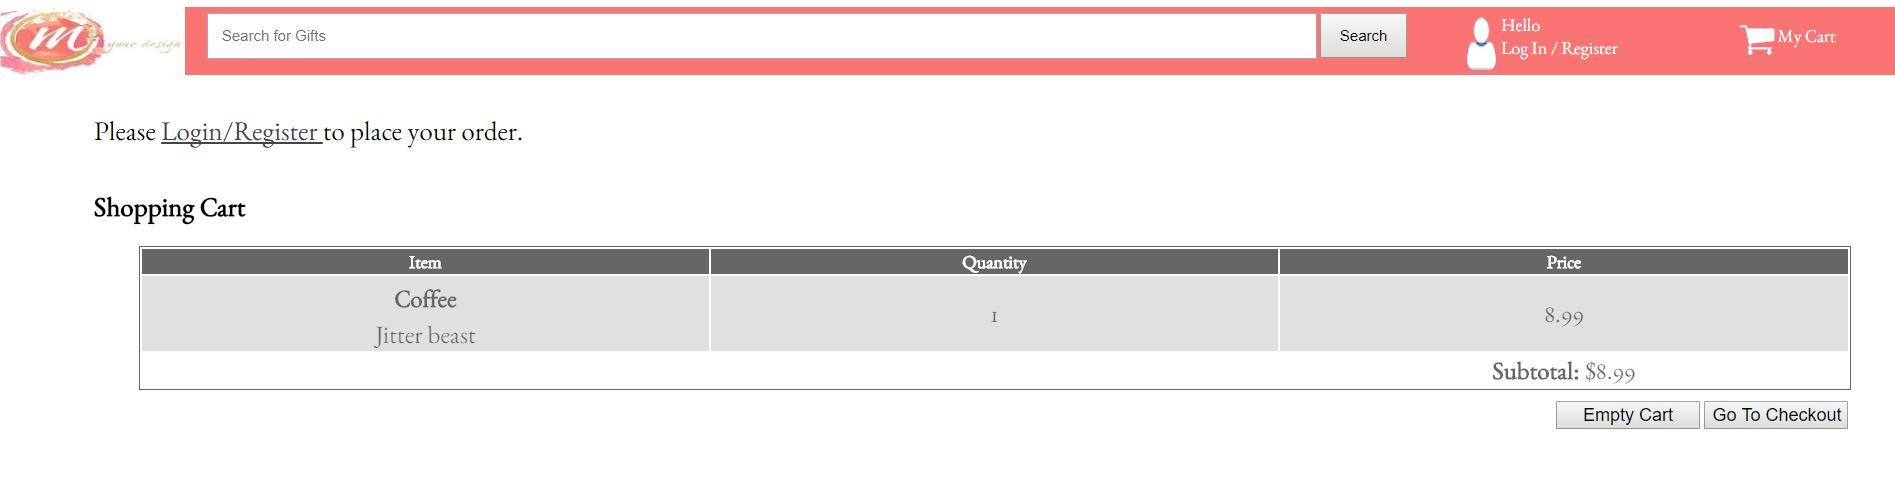 m your design
Search for Gifts
Search
Hello
Log In / Register
My Cart
Please Login/Register to place your order.
Shopping Cart
Item Quantity Price
Coffee
Jitter beast
1
8.99
Subtotal: $8.99
Empty Cart Go To Checkout